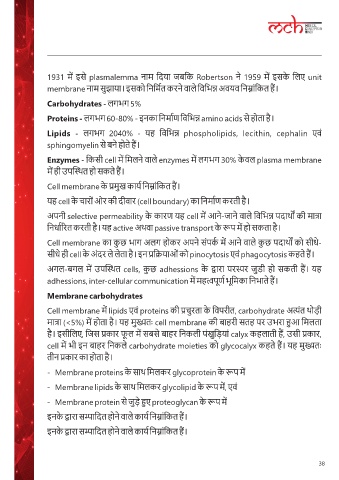 mch
1931 में इसे plasmalemma नाम दिया जबकि Robertson ने 1959 में इसके लिए unit
membrane नाम सुझाया। इसको निर्मित करने वाले विभिन्न अवयव निम्नांकित हैं।
Carbohydrates - लगभग 5%
Proteins - लगभग 60-80% - इनका निर्माण विभिन्न amino acids से होता है।
Lipids - लगभग 2040% - यह विभिन्न phospholipids, lecithin, cephalin एवं
sphingomyelin से बने होते हैं।
Enzymes - किसी cell में मिलने वाले enzymes में लगभग 30% केवल plasma membrane
में ही उपस्थित हो सकते हैं।
Cell membrane के प्रमुख कार्य निम्नांकित हैं।
यह cell के चारों ओर की दीवार (cell boundary) का निर्माण करती है।
अपनी selective permeability के कारण यह cell में आने-जाने वाले विभिन्न पदार्थों की मात्रा
निर्धारित करती है। यह active अथवा passive transport के रूप में हो सकता है।
Cell membrane का कुछ भाग अलग होकर अपने संपर्क में आने वाले कुछ पदार्थों को सीधे-
सीधे ही cell के अंदर ले लेता है। इन प्रक्रियाओं को pinocytosis एवं phagocytosis कहते हैं।
अगल-बगल में उपस्थित cells, कुछ adhessions के द्वारा परस्पर जुडी हो सकती हैं। यह
adhessions, inter-cellular communication में महत्वपूर्ण भूमिका निभाते हैं।
Membrane carbohydrates
Cell membrane में lipids एवं proteins की प्रचुरता के विपरीत, carbohydrate अत्यंत थोड़ी
मात्रा (<5%) में होता है। यह मुख्यतः cell membrane की बाहरी सतह पर उभरा हुआ मिलता
है। इसीलिए, जिस प्रकार फूल में सबसे बाहर निकली पंखुड़ियां calyx कहलाती हैं, उसी प्रकार,
cell में भी इन बाहर निकले carbohydrate moieties को glycocalyx कहते हैं। यह मुख्यतः
तीन प्रकार का होता है।
- Membrane proteins के साथ मिलकर glycoprotein के रूप में
- Membrane lipids के साथ मिलकर glycolipid के रूप में, एवं
- Membrane protein से जुड़े हुए proteoglycan के रूप में
इनके द्वारा सम्पादित होने वाले कार्य निम्नांकित हैं।
इनके द्वारा सम्पादित होने वाले कार्य निम्नांकित हैं।
38